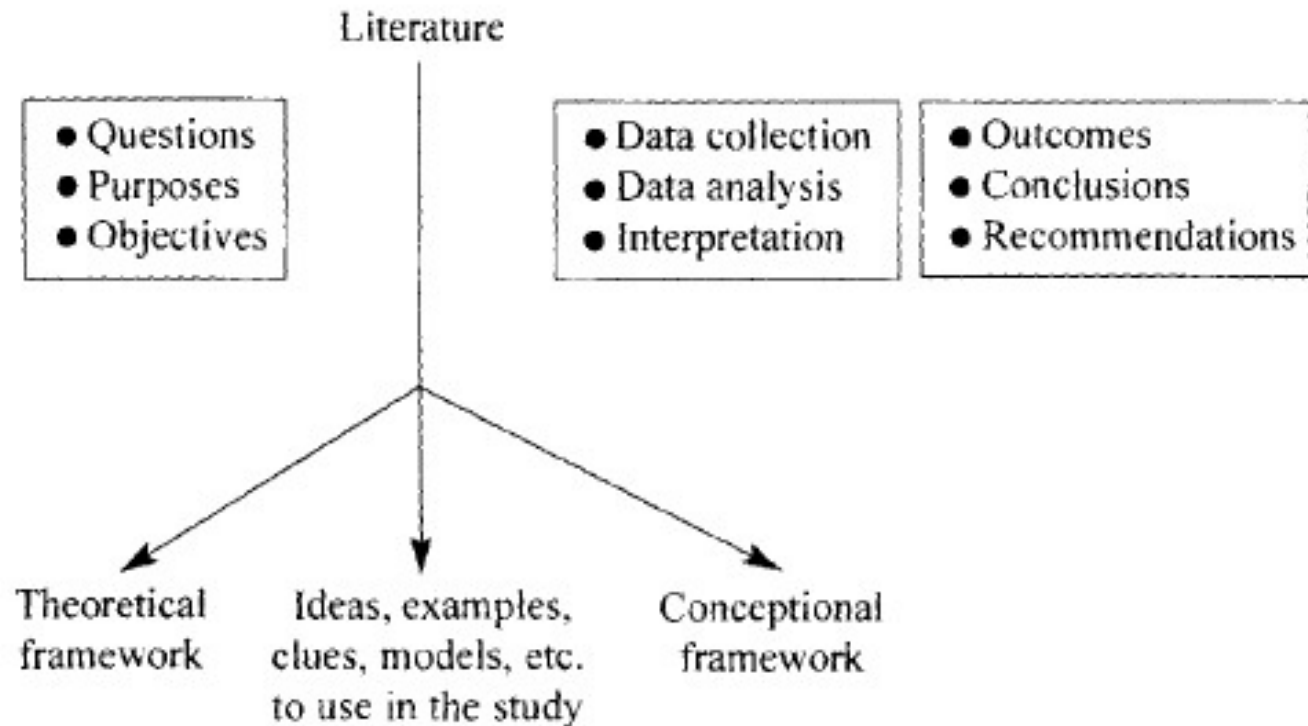 Literature
● Questions
● Purposes
● Objectives
● Data collection
● Data analysis
● Interpretation
● Outcomes
● Conclusions
● Recommendations
Theoretical
framework
Ideas, examples,
clues, models, etc.
to use in the study
Conceptional
framework